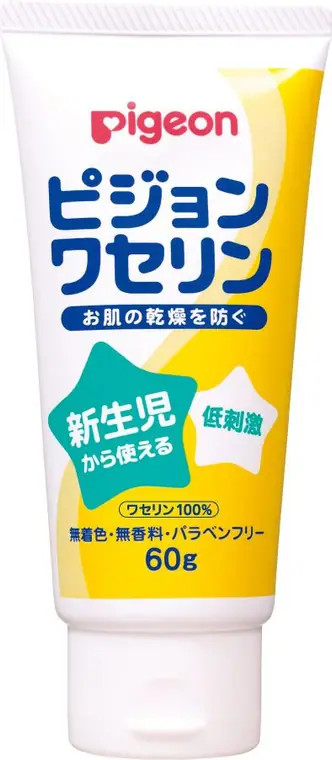 pigeon
ピジョン
ワセリン
お肌の乾燥を防ぐ
新生児
から使える
低刺激
ワセリン100%
無着色・無香料・パラベンフリー
60g